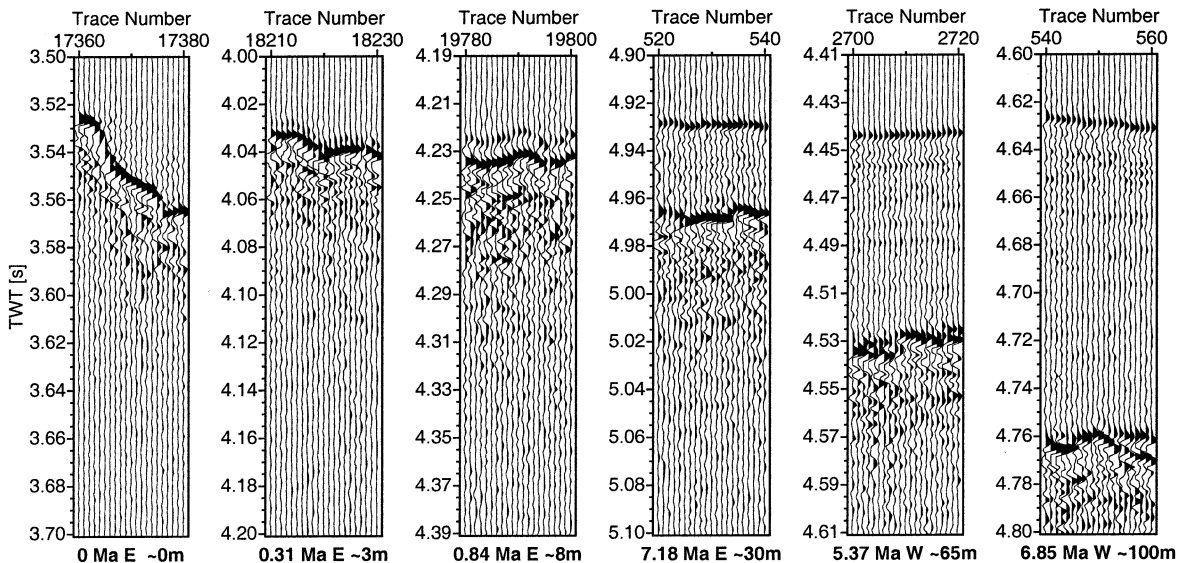 Trace Number Trace Number Trace Number Trace Number Trace Number Trace Number
17360 17380 18210 18230 19780 19800 520 540 2700 2720 540 560
3.50 4.00 4.19 4.90 4.41 4.60
3.52 4.02 4.21 4.92 4.43 4.62
3.54 4.04 4.23 4.94 4.45 4.64
3.56 4.06 4.25 4.96 4.47 4.66
3.58 4.08 4.27 4.98 4.49 4.68
3.60 4.10 4.29 5.00 4.51 4.70
3.62 4.12 4.31 5.02 4.53 4.72
3.64 4.14 4.33 5.04 4.55 4.74
3.66 4.16 4.35 5.06 4.57 4.76
3.68 4.18 4.37 5.08 4.59 4.78
3.70 4.20 4.39 5.10 4.61 4.80
TWT [s]
0 Ma E ~0m 0.31 Ma E ~3m 0.84 Ma E ~8m 7.18 Ma E ~30m 5.37 Ma W ~65m 6.85 Ma W ~100m